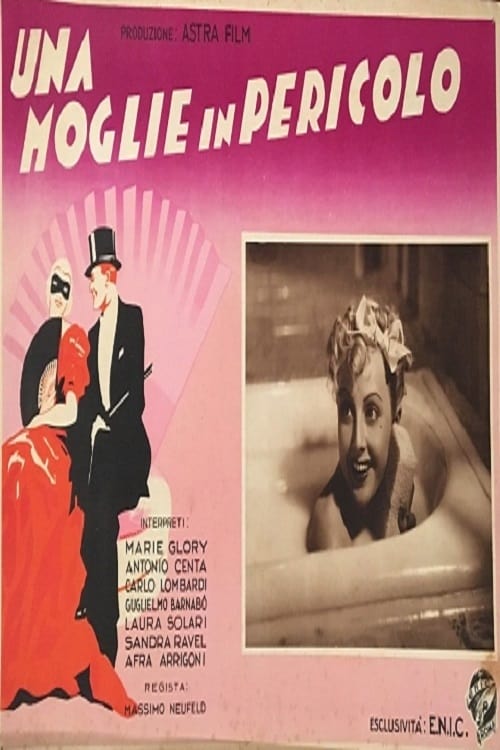 PRODUZIONE: ASTRA FILM
UNA
MOGLIE IN PERICOLO
INTERPRETI:
MARIE GLORY
ANTONIO CENTA
CARLO LOMBARDI
GUGLIELMO BARNABÒ
LAURA SOLARI
SANDRA RAVEL
AFRA ARRIGONI
REGISTA:
MASSIMO NEUFELD
ESCLUSIVITÀ: E.N.I.C.